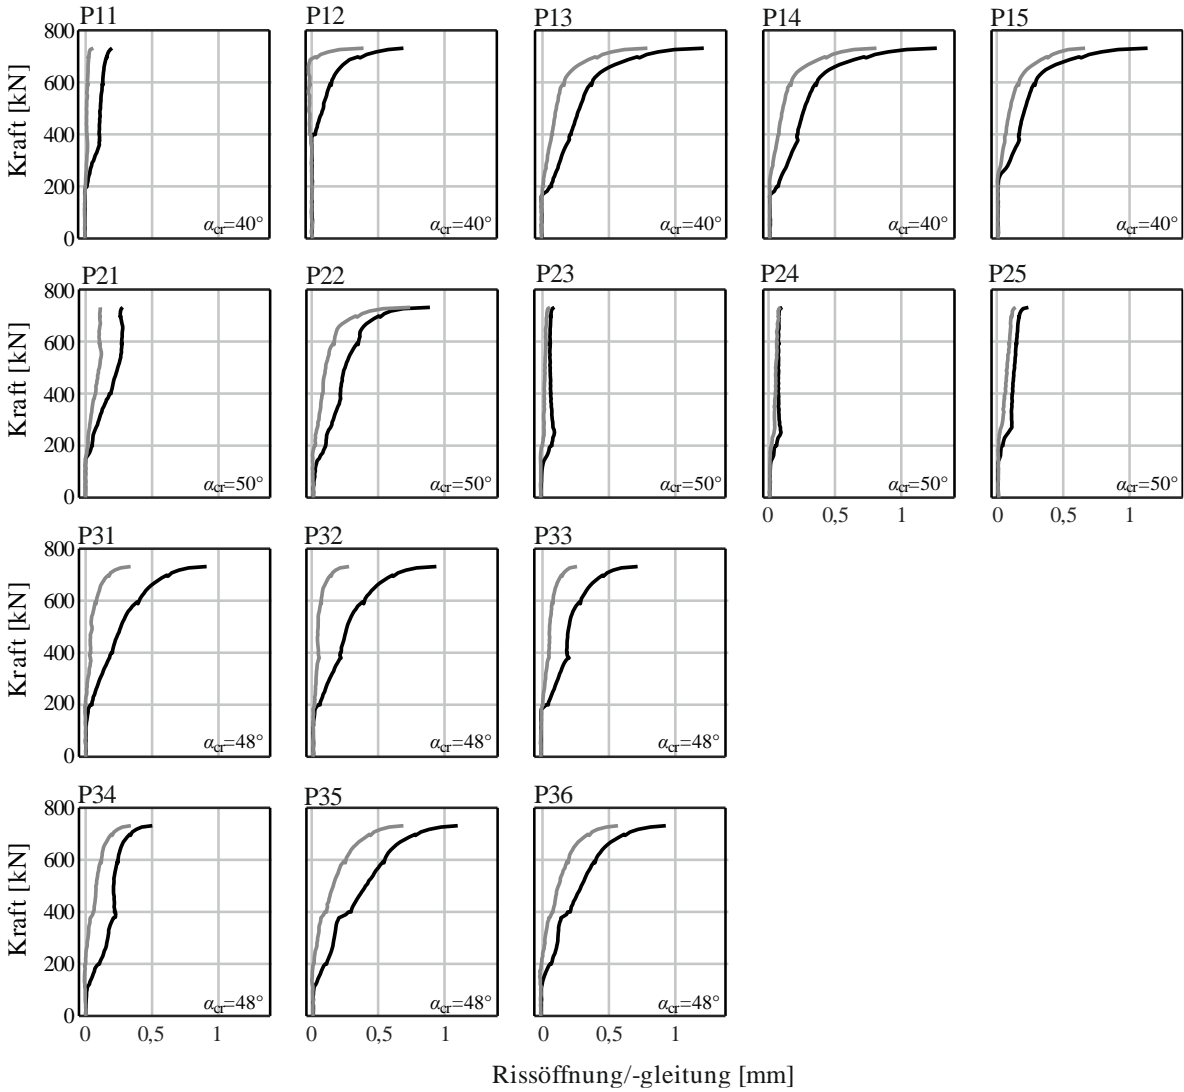 P11 P12 P13 P14 P15
Kraft [kN]
800
600
400
200
0
αcr=40° αcr=40° αcr=40° αcr=40° αcr=40°
P21 P22 P23 P24 P25
Kraft [kN]
800
600
400
200
0
αcr=50° αcr=50° αcr=50° αcr=50° αcr=50°
0 0,5 1 0 0,5 1
P31 P32 P33
Kraft [kN]
800
600
400
200
0
αcr=48° αcr=48° αcr=48°
P34 P35 P36
Kraft [kN]
800
600
400
200
0
αcr=48° αcr=48° αcr=48°
0 0,5 1 0 0,5 1 0 0,5 1
Rissöffnung/-gleitung [mm]